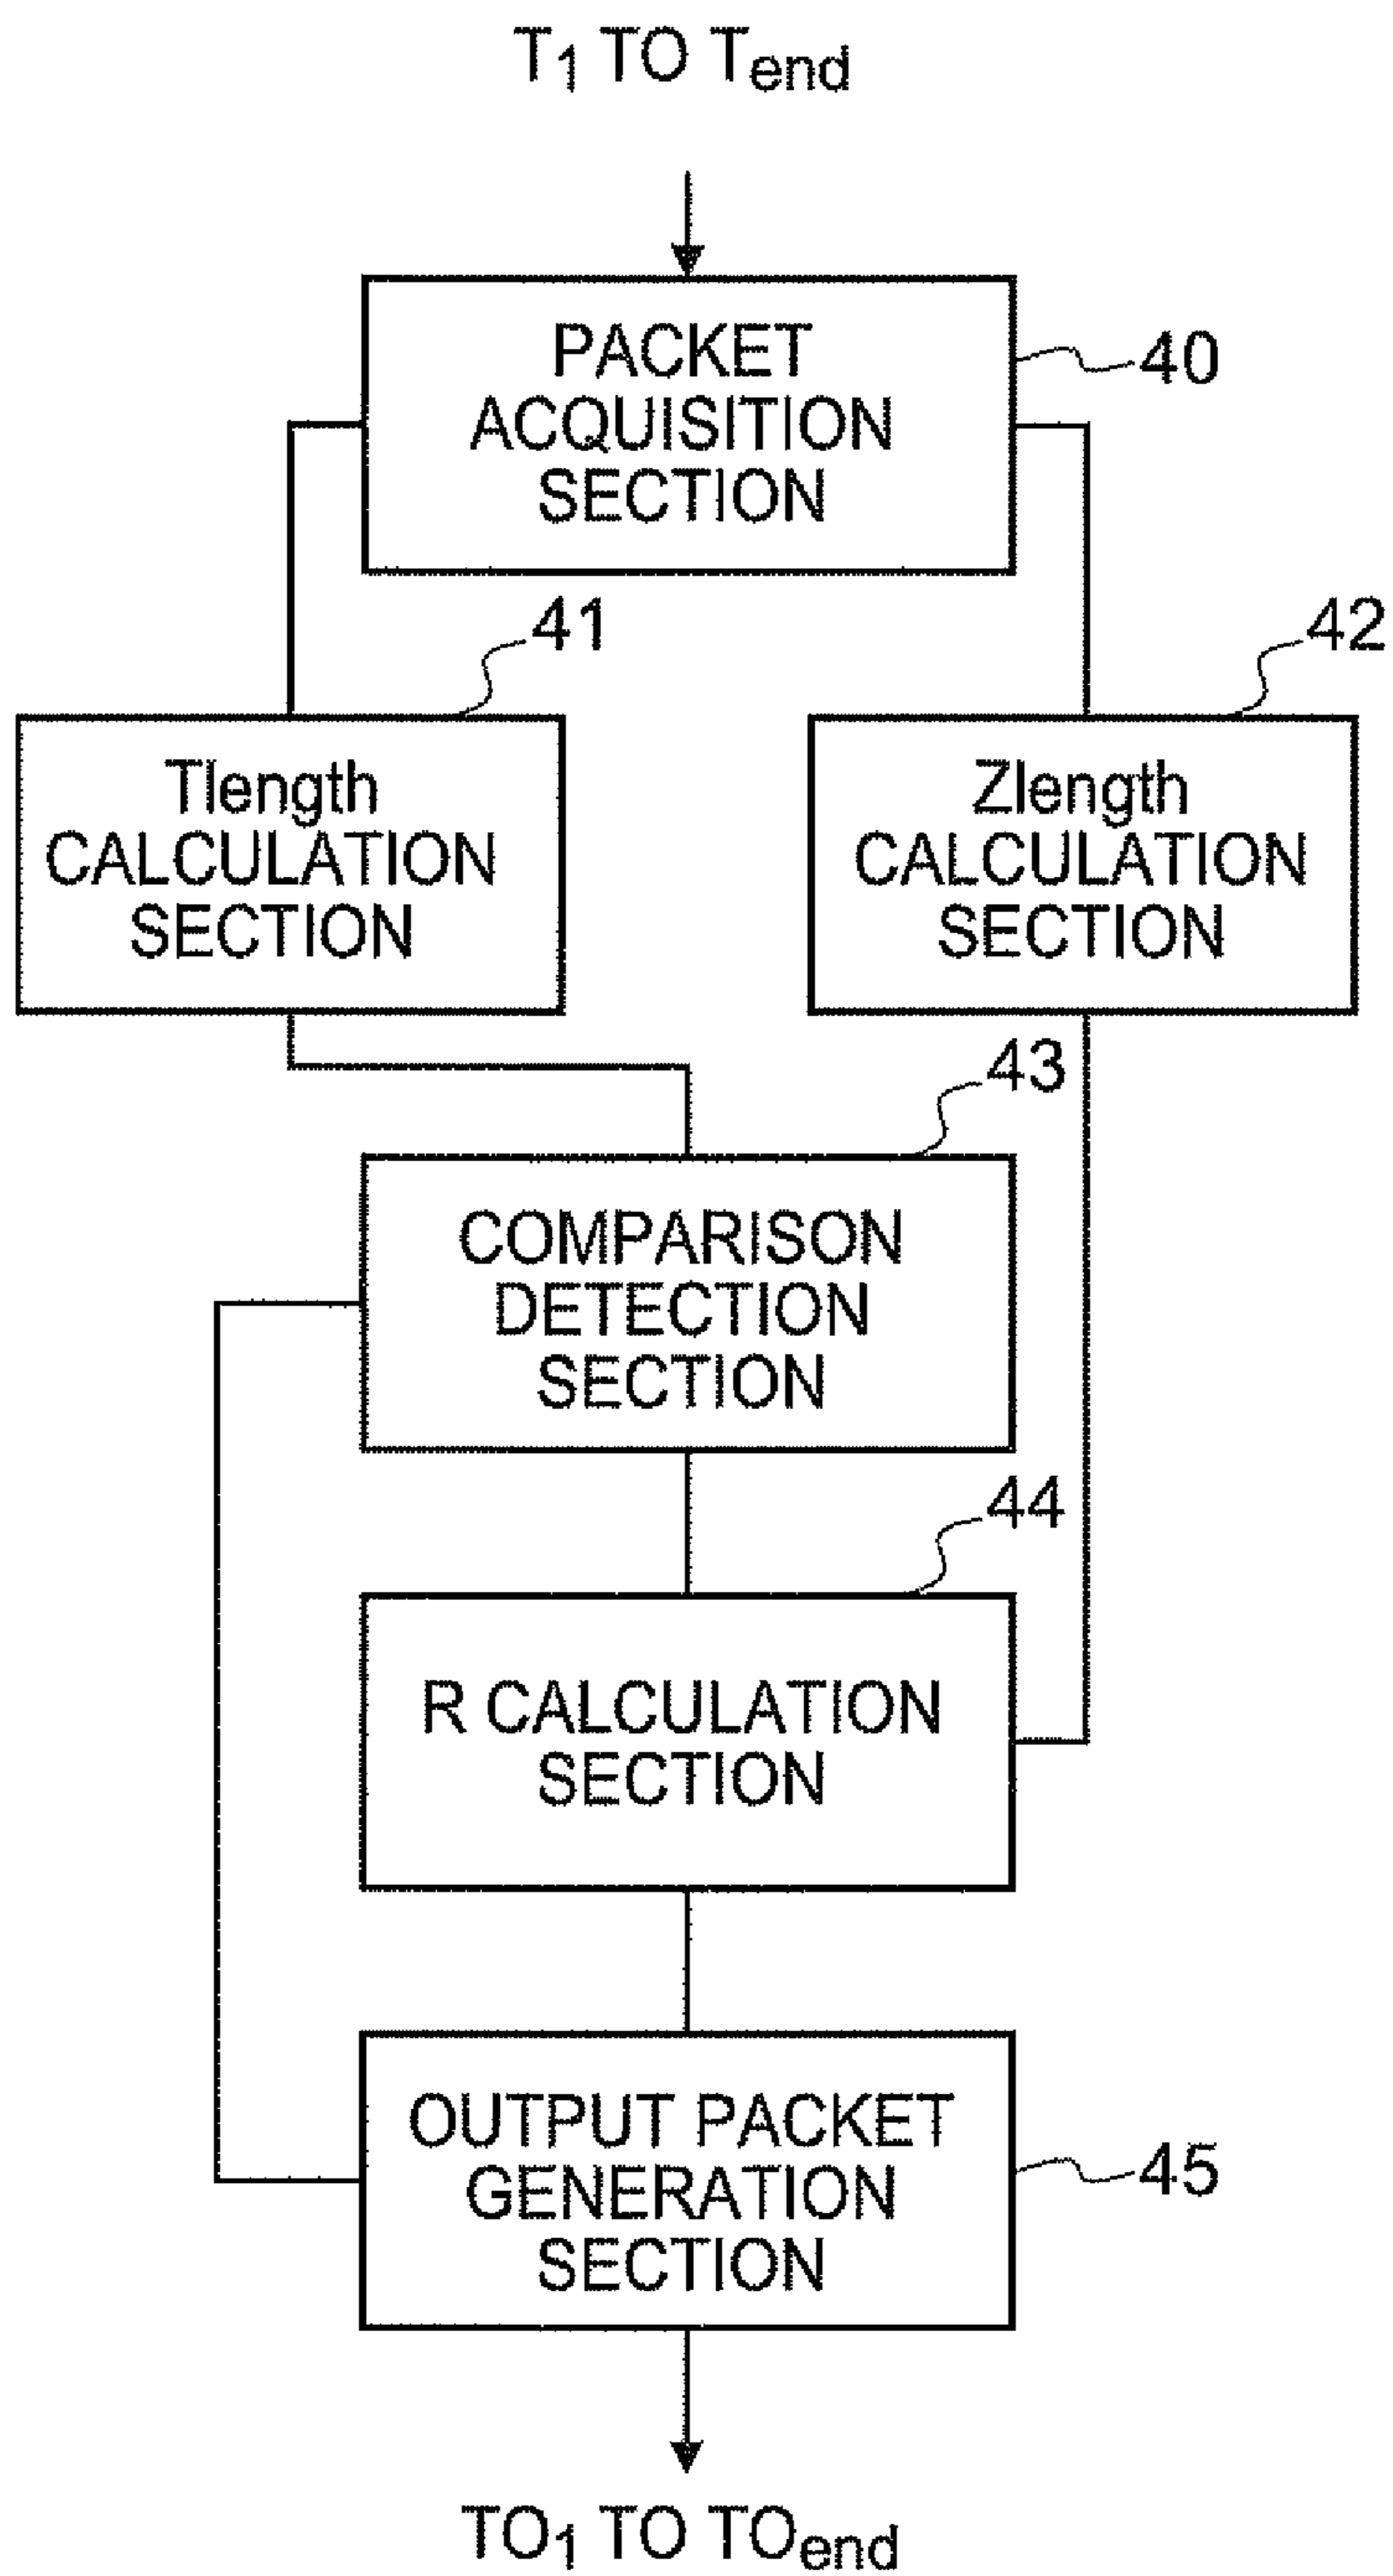 T1 TO Tend
PACKET
ACQUISITION
SECTION
40
41
42
Tlength
CALCULATION
SECTION
Zlength
CALCULATION
SECTION
43
COMPARISON
DETECTION
SECTION
44
R CALCULATION
SECTION
OUTPUT PACKET
GENERATION
SECTION
45
TO1 TO TOend